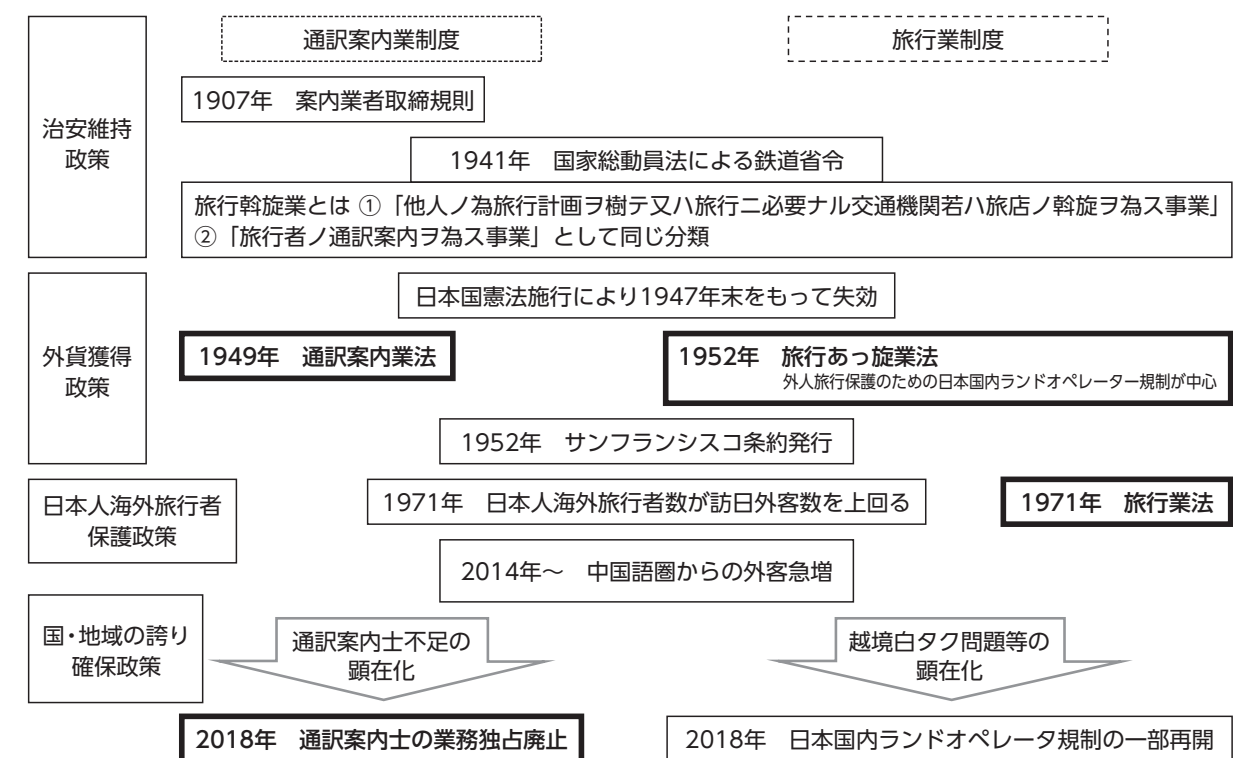 通訳案内業制度
旅行業制度
治安維持
政策
1907年　案内業者取締規則
1941年　国家総動員法による鉄道省令
旅行斡旋業とは ①「他人ノ為旅行計画ヲ樹テ又ハ旅行ニ必要ナル交通機関若ハ旅店ノ斡旋ヲ為ス事業」
②「旅行者ノ通訳案内ヲ為ス事業」として同じ分類
外貨獲得
政策
日本国憲法施行により1947年末をもって失効
1949年　通訳案内業法
1952年　旅行あっ旋業法
外人旅行保護のための日本国内ランドオペレーター規制が中心
1952年　サンフランシスコ条約発行
日本人海外旅行者
保護政策
1971年　日本人海外旅行者数が訪日外客数を上回る
1971年　旅行業法
2014年～　中国語圏からの外客急増
国・地域の誇り
確保政策
通訳案内士不足の
顕在化
越境白タク問題等の
顕在化
2018年　通訳案内士の業務独占廃止
2018年　日本国内ランドオペレータ規制の一部再開